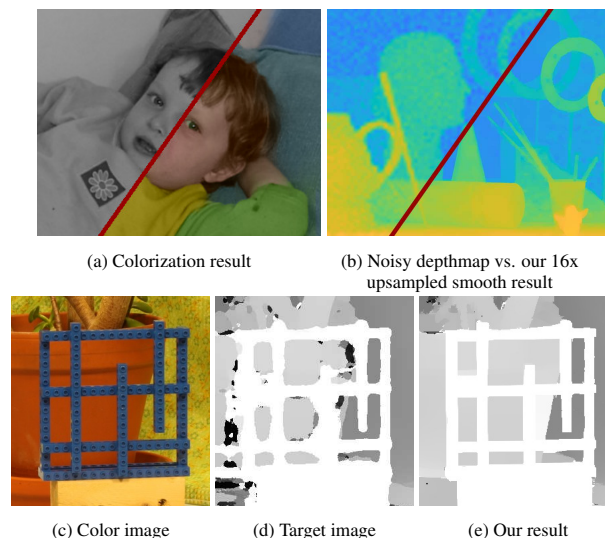 (a) Colorization result
(b) Noisy depthmap vs. our 16x
upsampled smooth result
(c) Color image
(d) Target image
(e) Our result